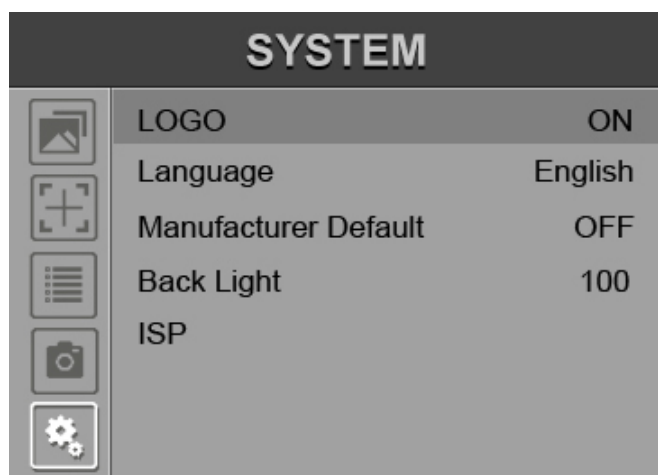 SYSTEM
LOGO ON
Language English
Manufacturer Default OFF
Back Light 100
ISP